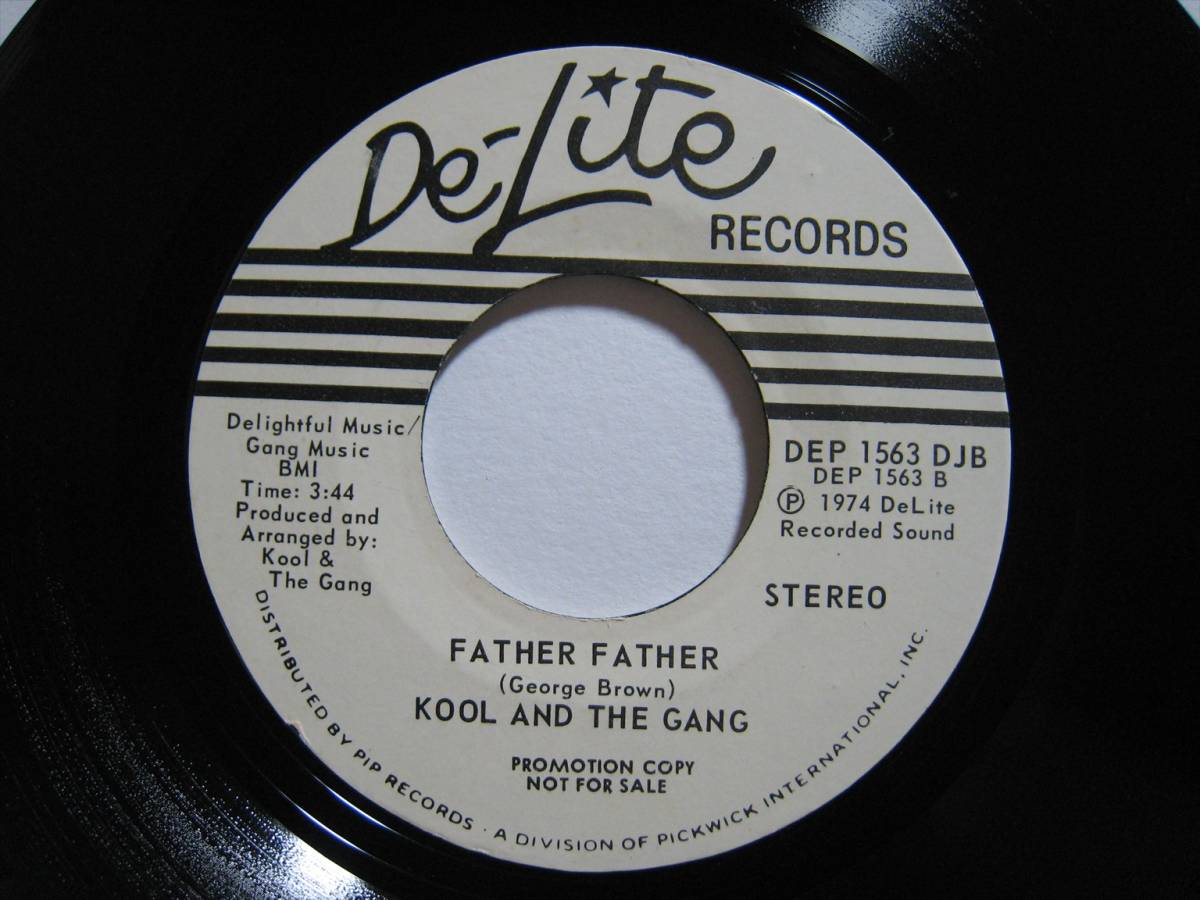 De-Lite
RECORDS
Delightful Music/
Gang Music
BMI
Time: 3:44
Produced and
Arranged by:
Kool &
The Gang
DEP 1563 DJB
DEP 1563 B
Ⓟ 1974 DeLite
Recorded Sound
STEREO
FATHER FATHER
(George Brown)
KOOL AND THE GANG
PROMOTION COPY
NOT FOR SALE
DISTRIBUTED BY PIP RECORDS · A DIVISION OF PICKWICK INTERNATIONAL, INC.